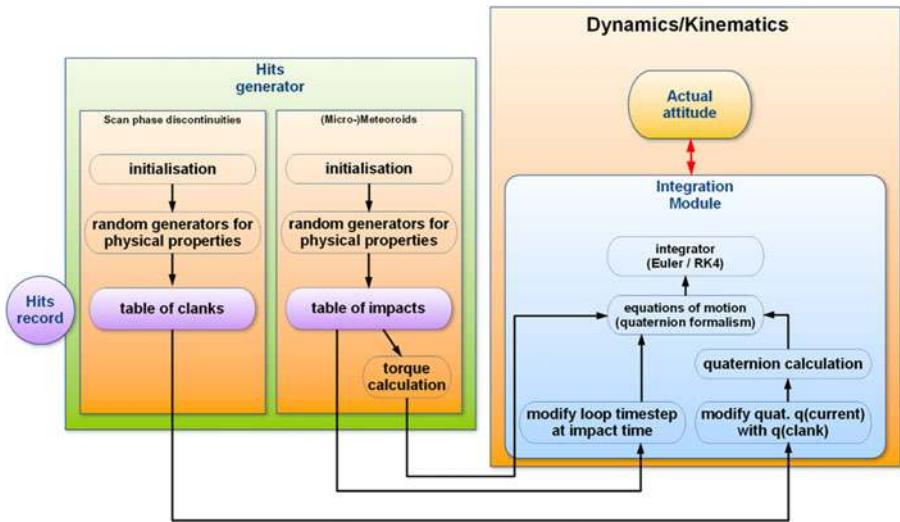 Dynamics/Kinematics
Hits
generator
Scan phase discontinuities
(Micro-)Meteoroids
initialisation
initialisation
random generators for
physical properties
random generators for
physical properties
Hits
record
table of clanks
table of impacts
torque
calculation
Actual
attitude
Integration
Module
integrator
(Euler / RK4)
equations of motion
(quaternion formalism)
quaternion calculation
modify loop timestep
at impact time
modify quat. q(current)
with q(clank)